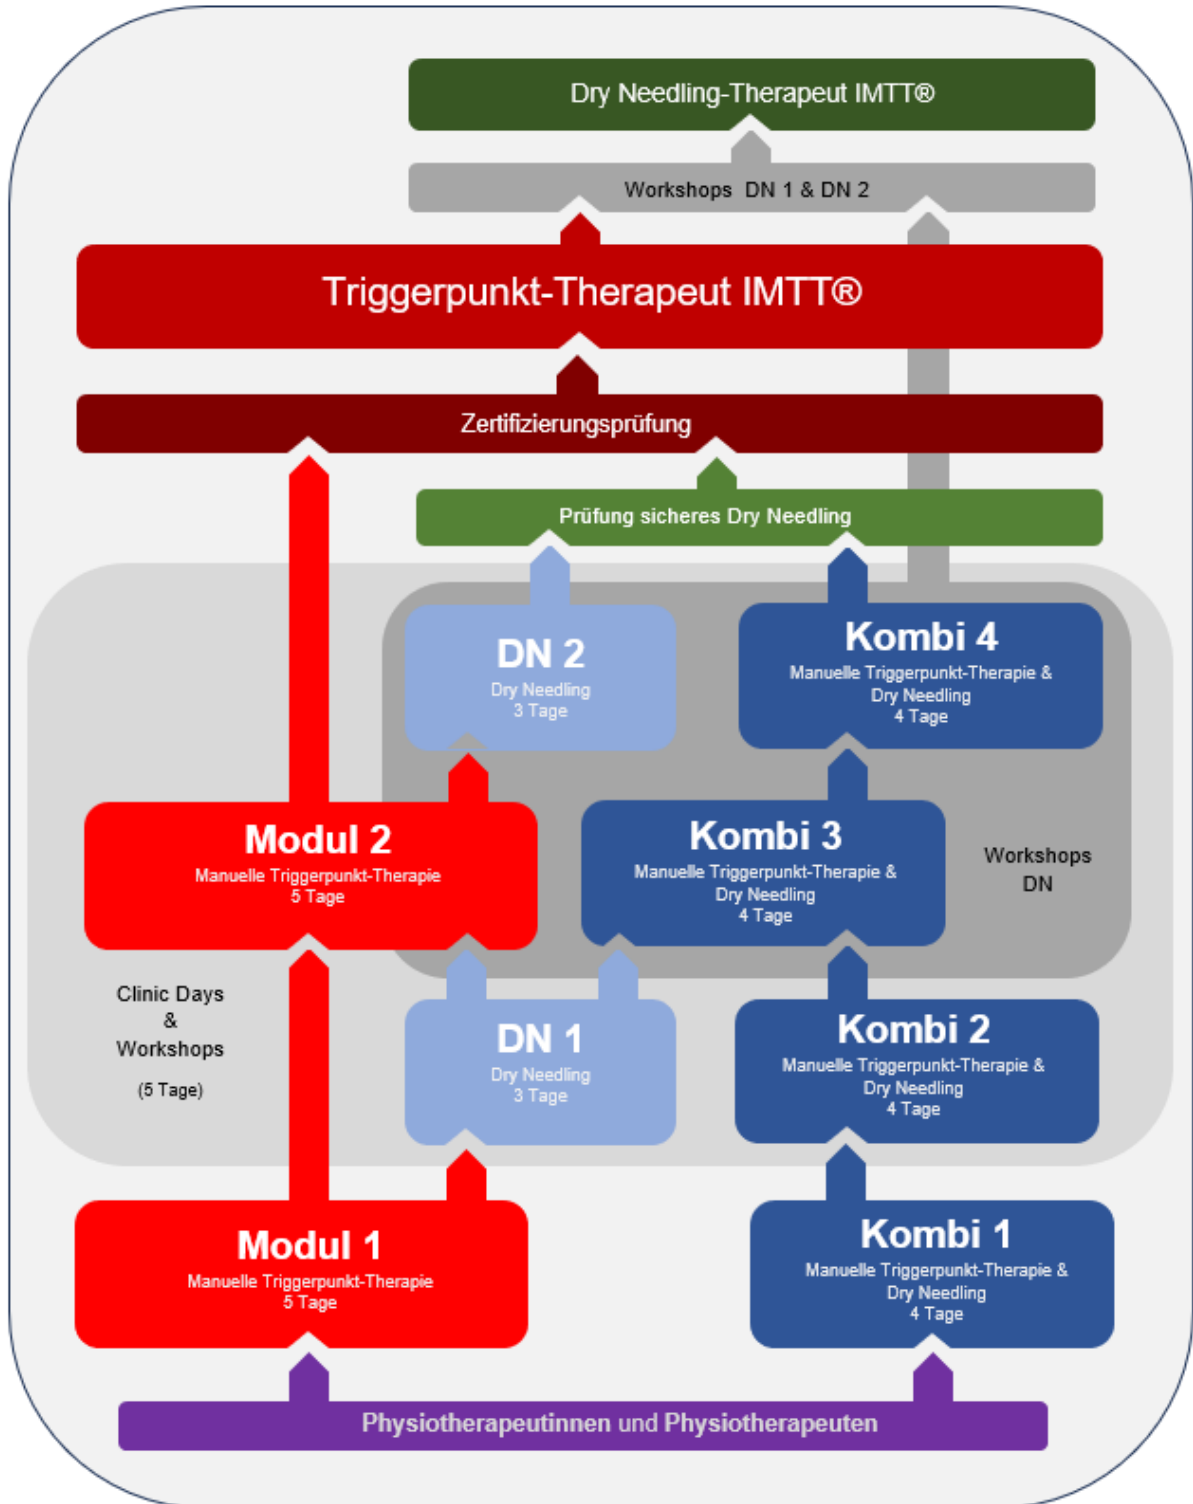 Dry Needling-Therapeut IMTT®
Workshops DN 1 & DN 2
Triggerpunkt-Therapeut IMTT®
Zertifizierungsprüfung
Prüfung sicheres Dry Needling
DN 2
Dry Needling
3 Tage
Kombi 4
Manuelle Triggerpunkt-Therapie &
Dry Needling
4 Tage
Modul 2
Manuelle Triggerpunkt-Therapie
5 Tage
Kombi 3
Manuelle Triggerpunkt-Therapie &
Dry Needling
4 Tage
Workshops
DN
Clinic Days
&
Workshops
(5 Tage)
DN 1
Dry Needling
3 Tage
Kombi 2
Manuelle Triggerpunkt-Therapie &
Dry Needling
4 Tage
Modul 1
Manuelle Triggerpunkt-Therapie
5 Tage
Kombi 1
Manuelle Triggerpunkt-Therapie &
Dry Needling
4 Tage
Physiotherapeutinnen und Physiotherapeuten